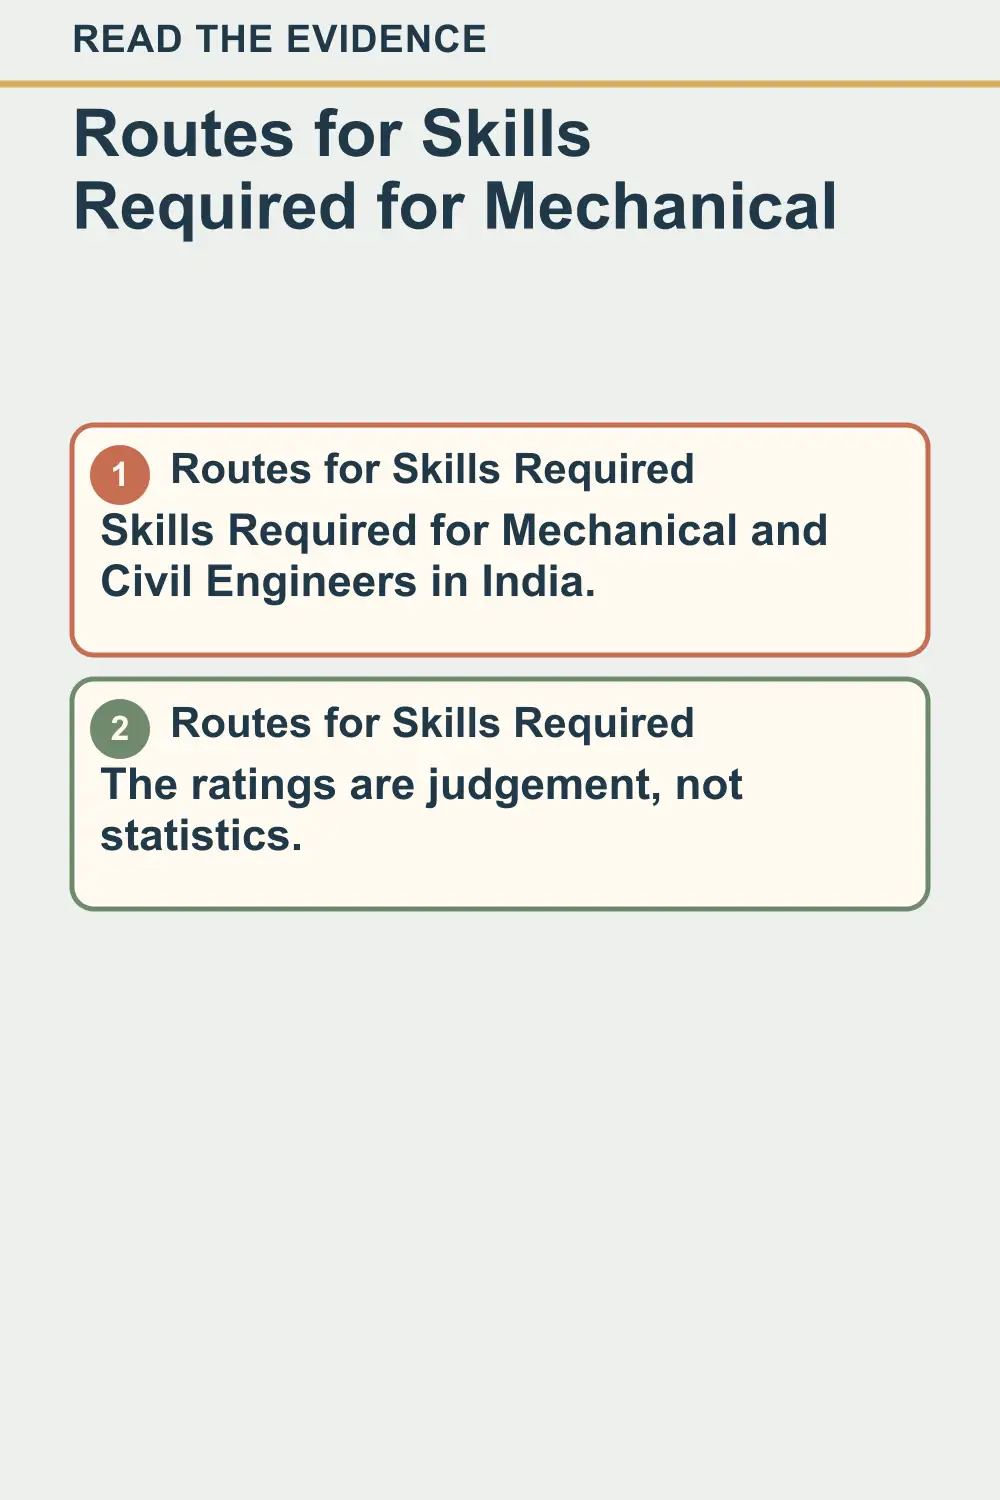 READ THE EVIDENCE
Routes for Skills
Required for Mechanical
1 Routes for Skills Required
Skills Required for Mechanical and
Civil Engineers in India.
2 Routes for Skills Required
The ratings are judgement, not
statistics.